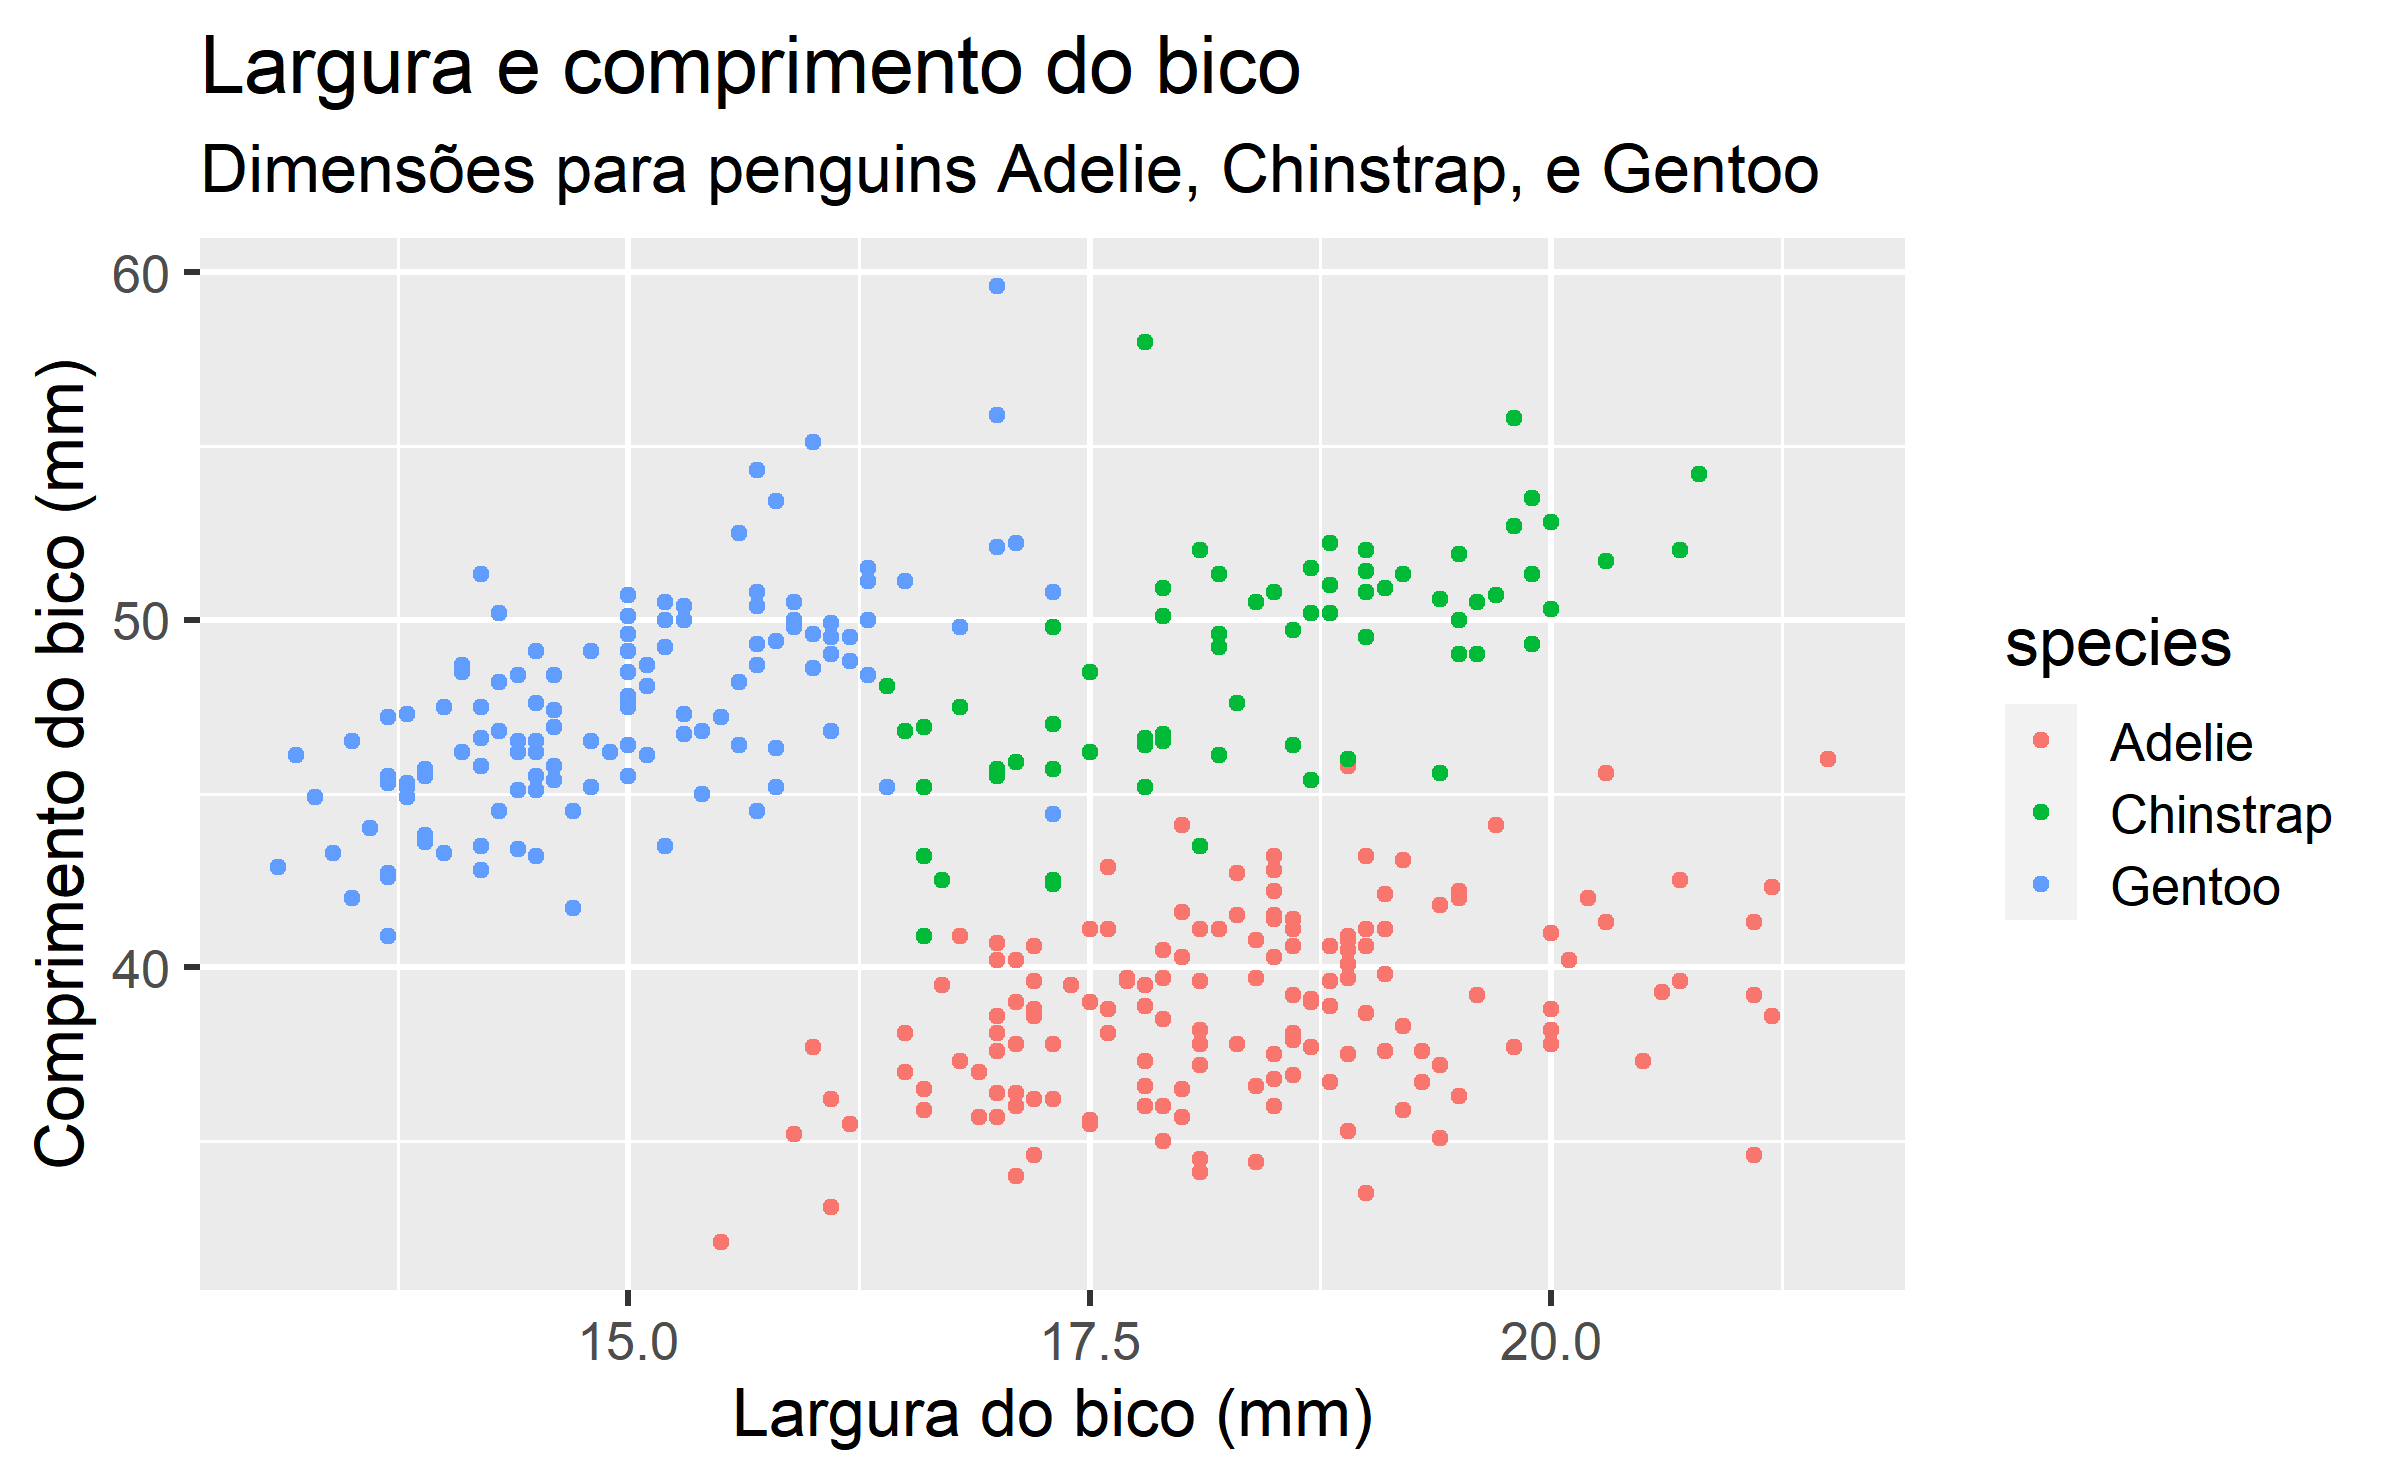 Largura e comprimento do bico
Dimensões para penguins Adelie, Chinstrap, e Gentoo
Comprimento do bico (mm)
60
50
40
15.0
17.5
20.0
Largura do bico (mm)
species
Adelie
Chinstrap
Gentoo